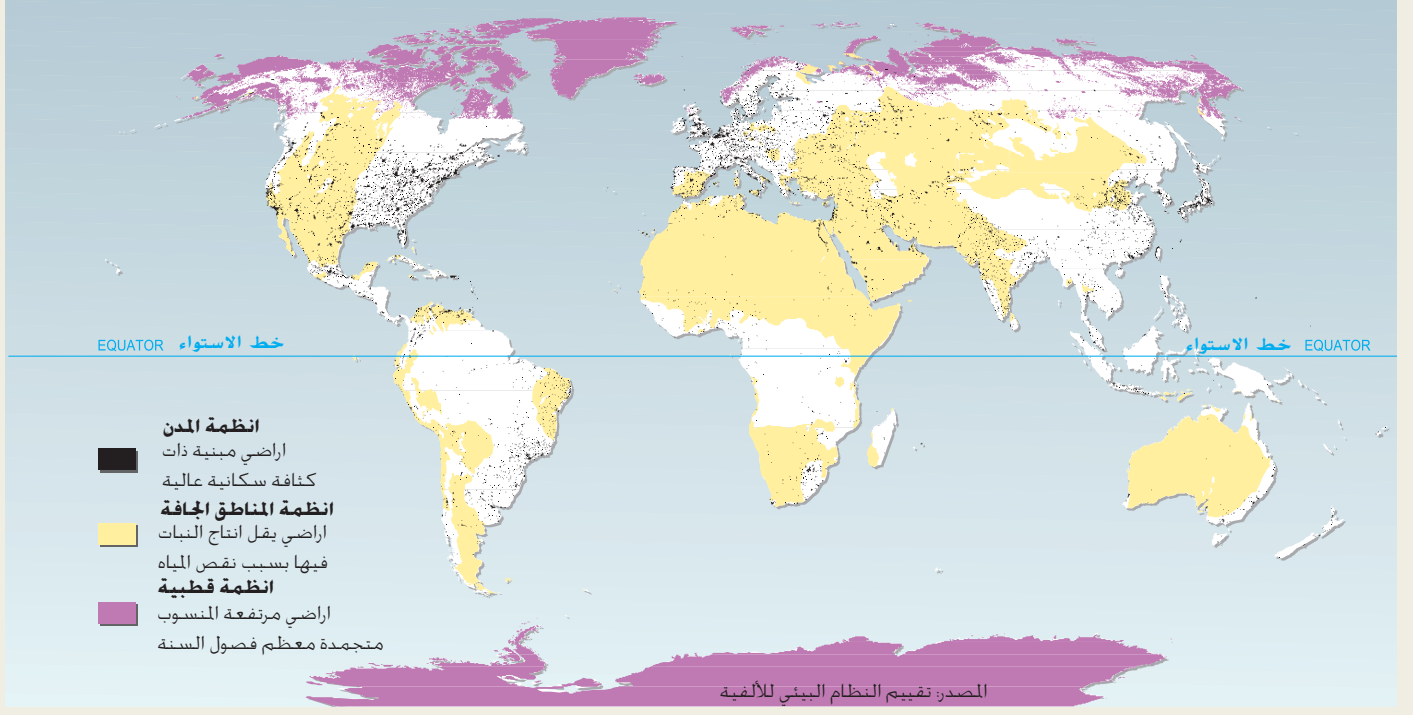 EQUATOR خط الاستواء
خط الاستواء EQUATOR
انظمة المدن
اراضي مبنية ذات
كثافة سكانية عالية
انظمة المناطق الجافة
اراضي يقل انتاج النبات
فيها بسبب نقص المياه
انظمة قطبية
اراضي مرتفعة المنسوب
متجمدة معظم فصول السنة
المصدر: تقييم النظام البيئي للألفية